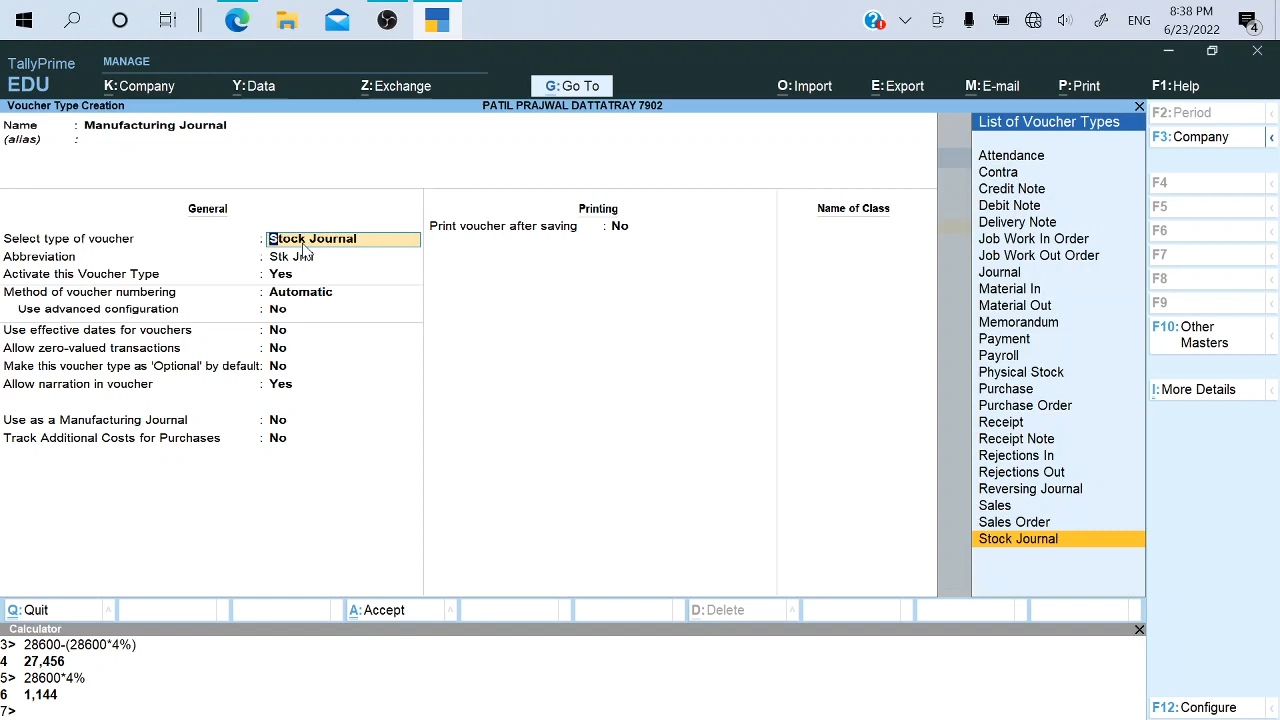 8:38 PM
ENG
6/23/2022
4
TallyPrime
MANAGE
EDU
K:Company
Y:Data
Z:Exchange
G:Go To
O:Import
E:Export
M:E-mail
P:Print
F1:Help
Voucher Type Creation
PATIL PRAJWAL DATTATRAY 7902
Name : Manufacturing Journal
(alias) :
General
Select type of voucher : Stock Journal
Abbreviation : Stk Jrnl
Activate this Voucher Type : Yes
Method of voucher numbering : Automatic
Use advanced configuration : No
Use effective dates for vouchers : No
Allow zero-valued transactions : No
Make this voucher type as 'Optional' by default: No
Allow narration in voucher : Yes
Use as a Manufacturing Journal : No
Track Additional Costs for Purchases : No
Printing
Print voucher after saving : No
Name of Class
List of Voucher Types
Attendance
Contra
Credit Note
Debit Note
Delivery Note
Job Work In Order
Job Work Out Order
Journal
Material In
Material Out
Memorandum
Payment
Payroll
Physical Stock
Purchase
Purchase Order
Receipt
Receipt Note
Rejections In
Rejections Out
Reversing Journal
Sales
Sales Order
Stock Journal
F2:Period
F3:Company
F4
F5
F6
F7
F8
F9
F10:Other
Masters
I:More Details
F12:Configure
Q:Quit
A:Accept
D:Delete
Calculator
3> 28600-(28600*4%)
4 27,456
5> 28600*4%
6 1,144
7>